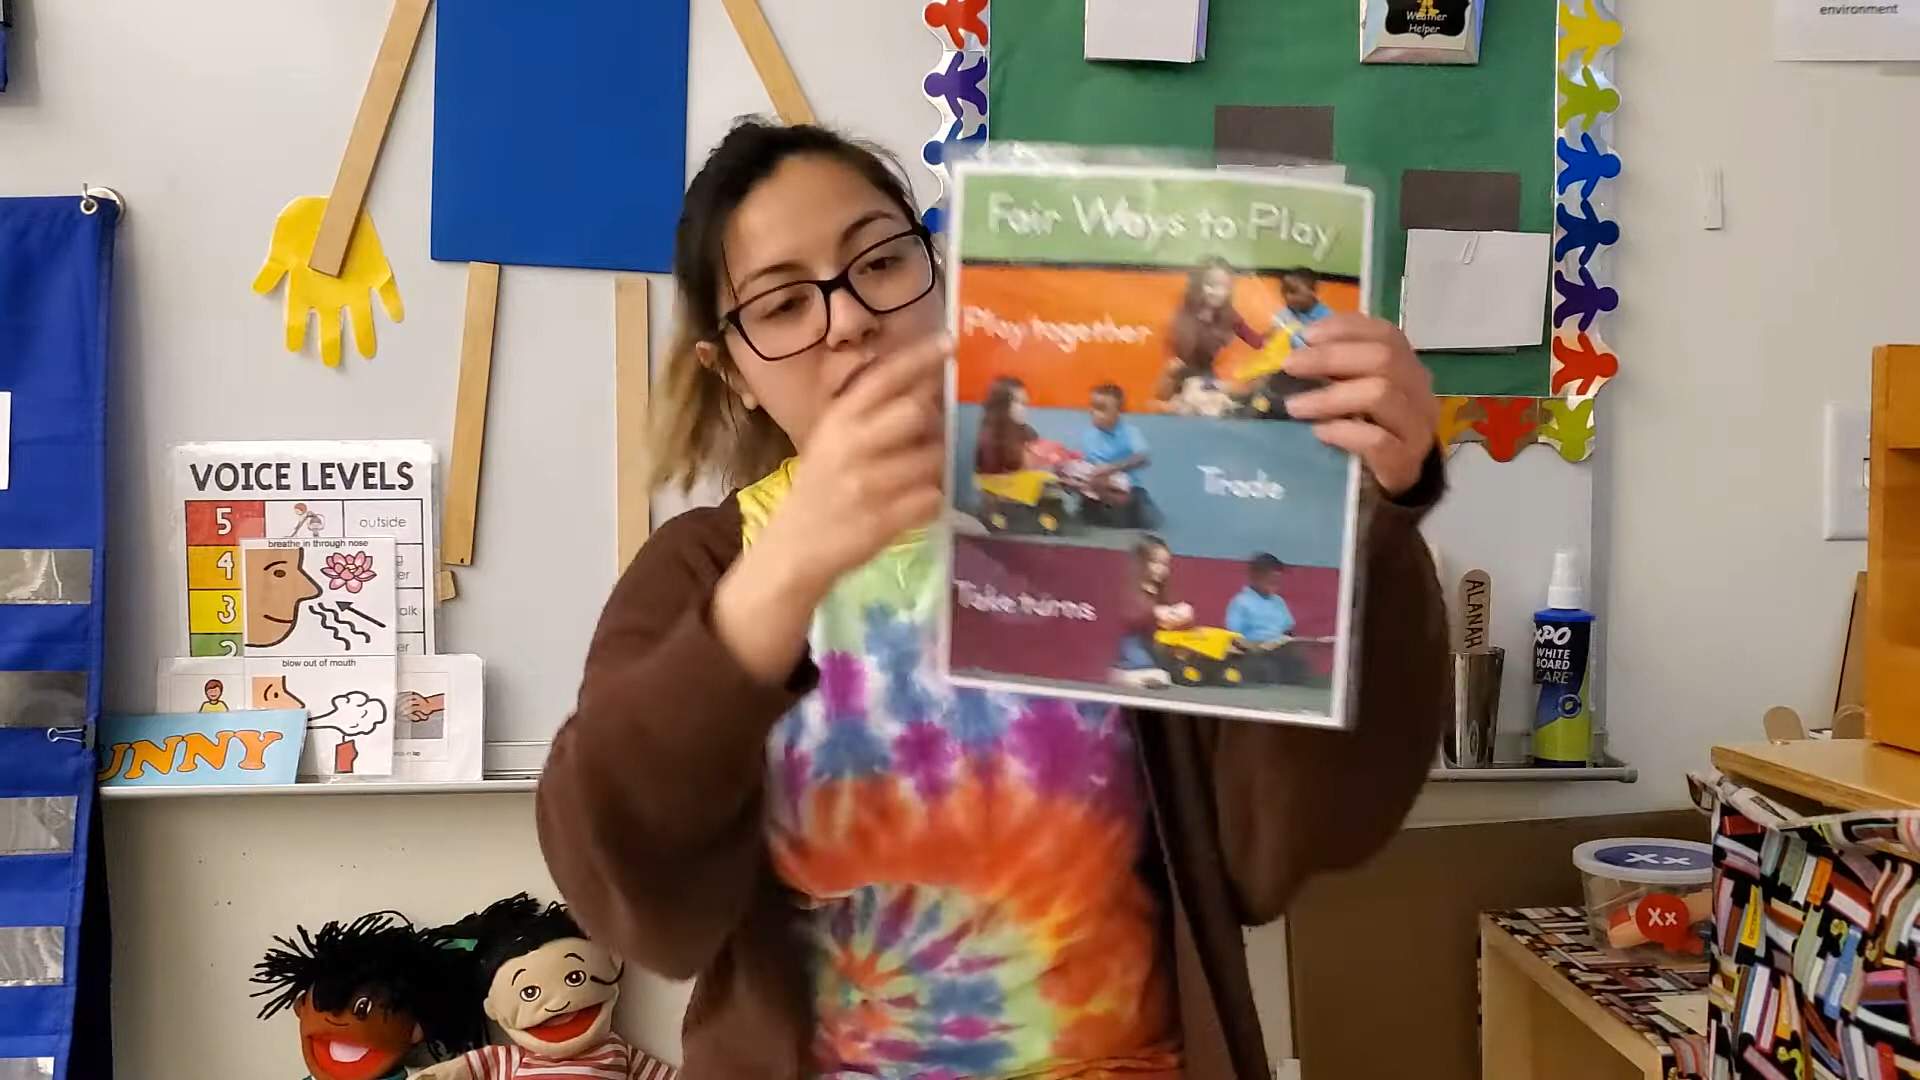 environment
Weather
Helper
Fair Ways to Play
Play together
Trade
Take turns
VOICE LEVELS
5
outside
4
3
2
breathe in through nose
blow out of mouth
UNNY
ALANAH
EXPO
WHITE
BOARD
CARE
Xx
Xx